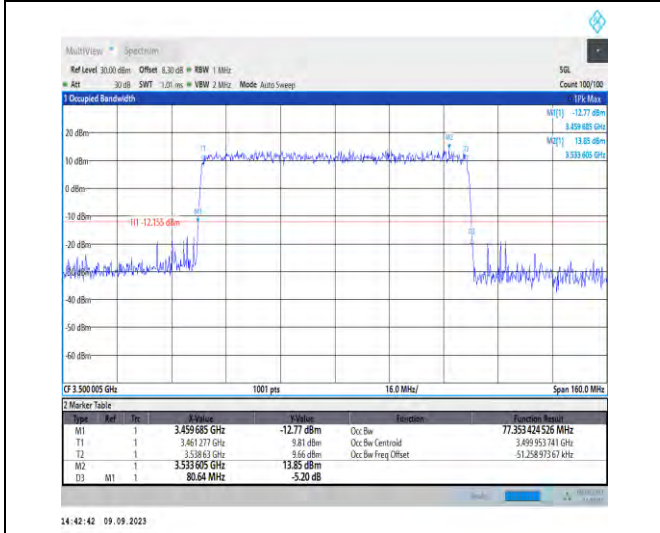 MultiView Spectrum
Ref Level 30.00 dBm Offset 8.30 dB RBW 1 MHz SGL
Att 30 dB SWT 1.01 ms VBW 2 MHz Mode Auto Sweep Count 100/100
1 Occupied Bandwidth 1Pk Max
M1[1] -12.77 dBm
3.459 685 GHz
20 dBm
M2
M2[1] 13.85 dBm
T1 T2
3.533 605 GHz
10 dBm
0 dBm
M1
-10 dBm
H1 -12.155 dBm
D3
-20 dBm
-40 dBm
-50 dBm
-60 dBm
CF 3.500 005 GHz 1001 pts 16.0 MHz/ Span 160.0 MHz
2 Marker Table
Type Ref Trc X-Value Y-Value Function Function Result
M1 1 3.459 685 GHz -12.77 dBm Occ Bw 77.353 424 526 MHz
T1 1 3.461 277 GHz 9.81 dBm Occ Bw Centroid 3.499 953 741 GHz
T2 1 3.538 63 GHz 9.66 dBm Occ Bw Freq Offset -51.258 973 67 kHz
M2 1 3.533 605 GHz 13.85 dBm
D3 M1 1 80.64 MHz -5.20 dB
14:42:42 09.09.2023